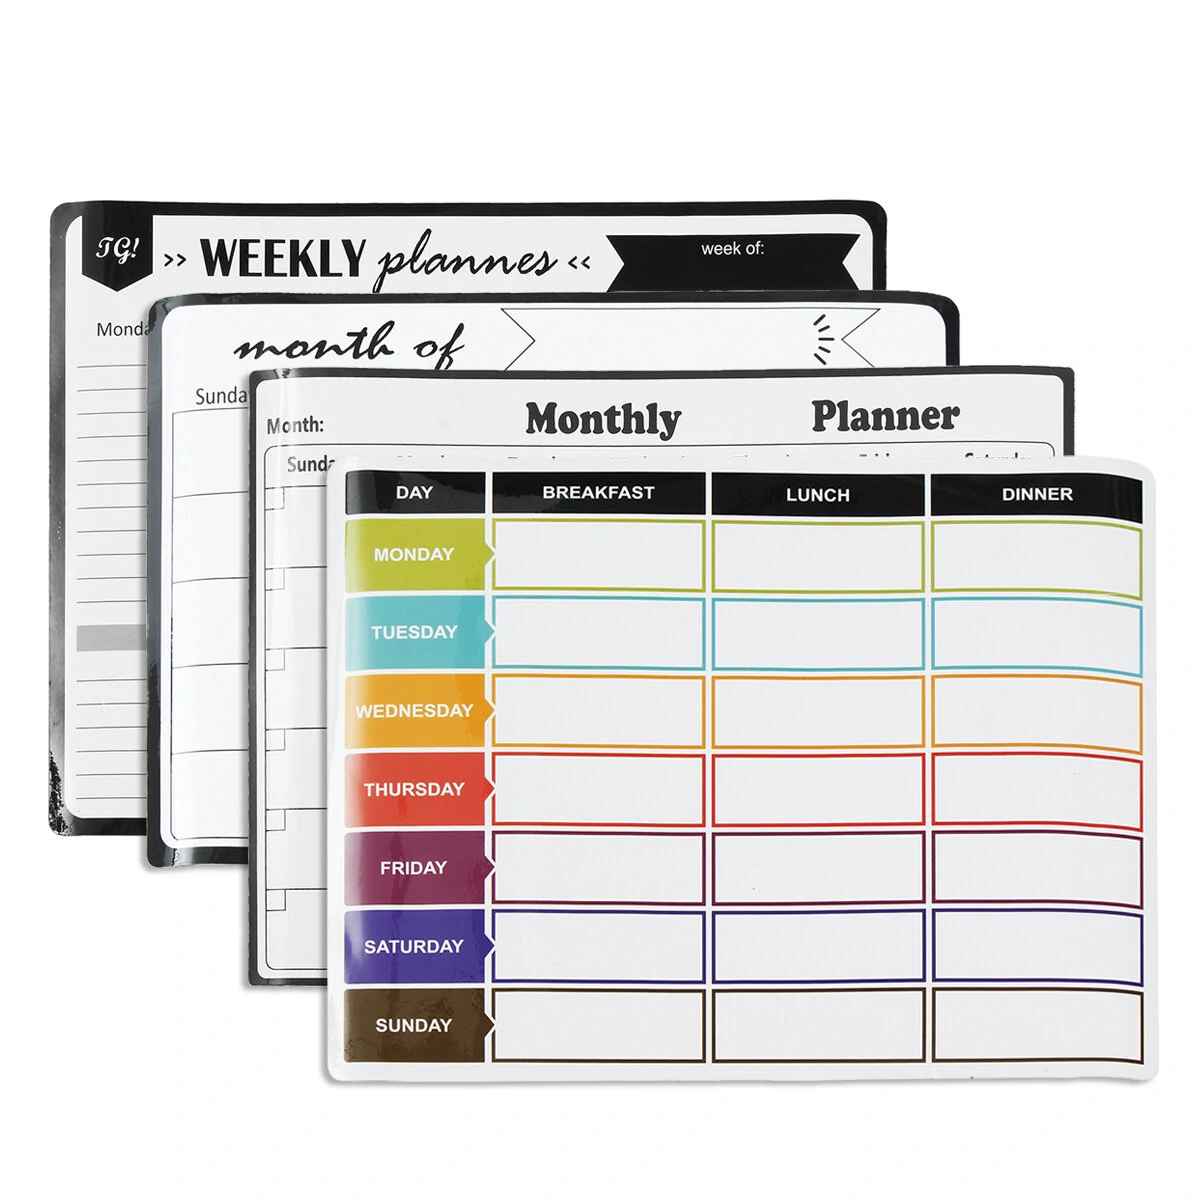 TG!
>> WEEKLY plannes <<
week of:
Monda
month of
Sunda
Monthly Planner
Month:
Sund
DAY BREAKFAST LUNCH DINNER
MONDAY
TUESDAY
WEDNESDAY
THURSDAY
FRIDAY
SATURDAY
SUNDAY